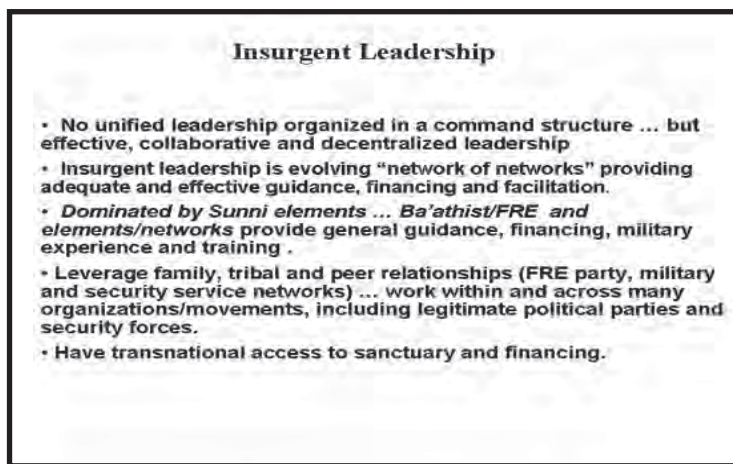 Insurgent Leadership
• No unified leadership organized in a command structure ... but
effective, collaborative and decentralized leadership
• Insurgent leadership is evolving “network of networks” providing
adequate and effective guidance, financing and facilitation.
• Dominated by Sunni elements ... Ba’athist/FRE and
elements/networks provide general guidance, financing, military
experience and training .
• Leverage family, tribal and peer relationships (FRE party, military
and security service networks) ... work within and across many
organizations/movements, including legitimate political parties and
security forces.
• Have transnational access to sanctuary and financing.